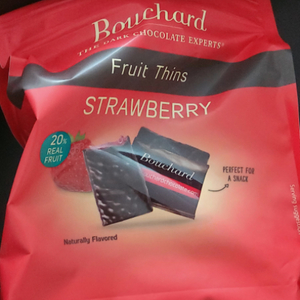 Bouchard
THE DARK CHOCOLATE EXPERTS
Fruit Thins
STRAWBERRY
20%
REAL
FRUIT
Bouchard
PERFECT FOR
A SNACK
Naturally Flavored